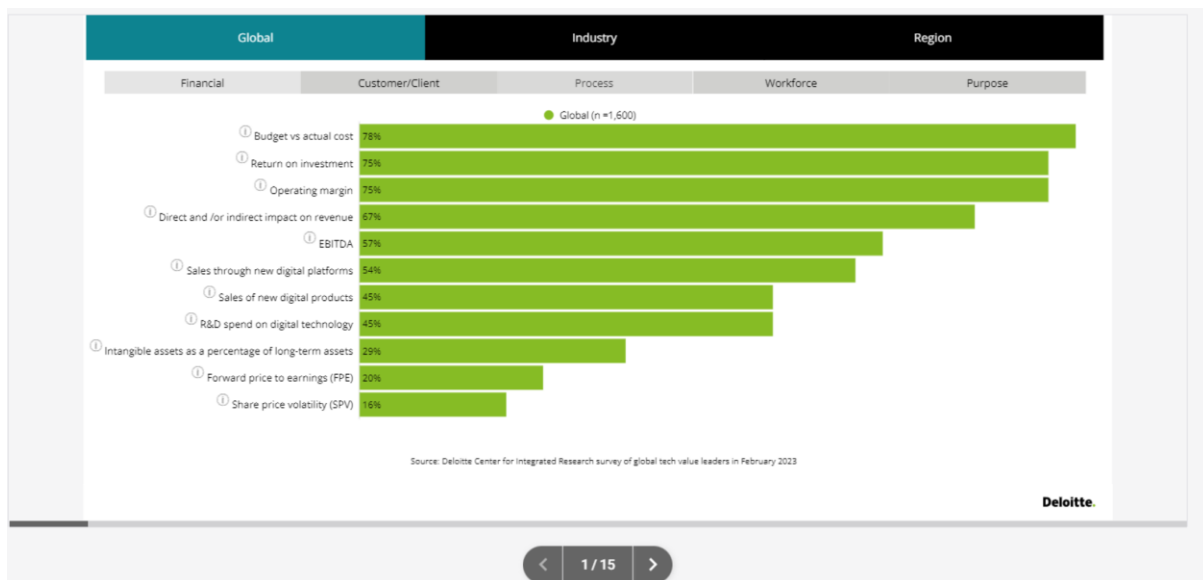 Global Industry Region
Financial Customer/Client Process Workforce Purpose
Global (n =1,600)
Budget vs actual cost 78%
Return on investment 75%
Operating margin 75%
Direct and /or indirect impact on revenue 67%
EBITDA 57%
Sales through new digital platforms 54%
Sales of new digital products 45%
R&D spend on digital technology 45%
Intangible assets as a percentage of long-term assets 29%
Forward price to earnings (FPE) 20%
Share price volatility (SPV) 16%
Source: Deloitte Center for Integrated Research survey of global tech value leaders in February 2023
Deloitte.
1 / 15